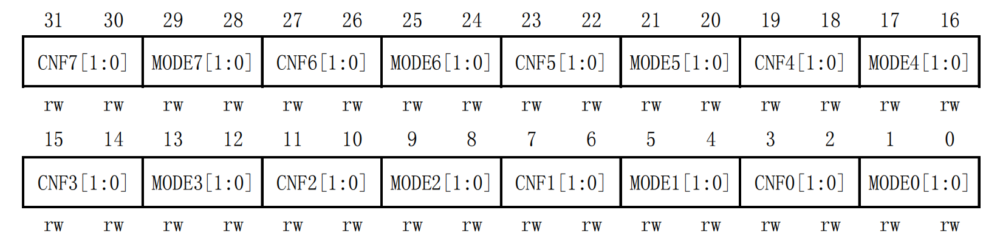 31 30 29 28 27 26 25 24 23 22 21 20 19 18 17 16
CNF7[1:0] MODE7[1:0] CNF6[1:0] MODE6[1:0] CNF5[1:0] MODE5[1:0] CNF4[1:0] MODE4[1:0]
rw rw rw rw rw rw rw rw rw rw rw rw rw rw rw rw
15 14 13 12 11 10 9 8 7 6 5 4 3 2 1 0
CNF3[1:0] MODE3[1:0] CNF2[1:0] MODE2[1:0] CNF1[1:0] MODE1[1:0] CNF0[1:0] MODE0[1:0]
rw rw rw rw rw rw rw rw rw rw rw rw rw rw rw rw